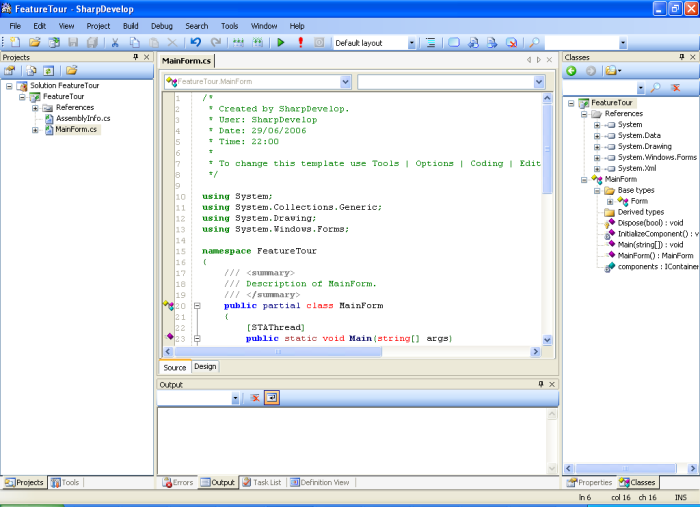 FeatureTour - SharpDevelop
File Edit View Project Build Debug Search Tools Window Help
Default layout
Projects
Solution FeatureTour
FeatureTour
References
AssemblyInfo.cs
MainForm.cs
Projects Tools
MainForm.cs
FeatureTour.MainForm
1 /*
2 * Created by SharpDevelop.
3 * User: SharpDevelop
4 * Date: 29/06/2006
5 * Time: 22:00
6 *
7 * To change this template use Tools | Options | Coding | Edit
8 */
9
10 using System;
11 using System.Collections.Generic;
12 using System.Drawing;
13 using System.Windows.Forms;
14
15 namespace FeatureTour
16 {
17 /// <summary>
18 /// Description of MainForm.
19 /// </summary>
20 public partial class MainForm
21 {
22 [STAThread]
23 public static void Main(string[] args)
Source Design
Output
Errors Output Task List Definition View
Classes
FeatureTour
References
System
System.Data
System.Drawing
System.Windows.Forms
System.Xml
MainForm
Base types
Form
Derived types
Dispose(bool) : void
InitializeComponent() : v
Main(string[]) : void
MainForm() : MainForm
components : IContainer
Properties Classes
ln 6 col 16 ch 16 INS